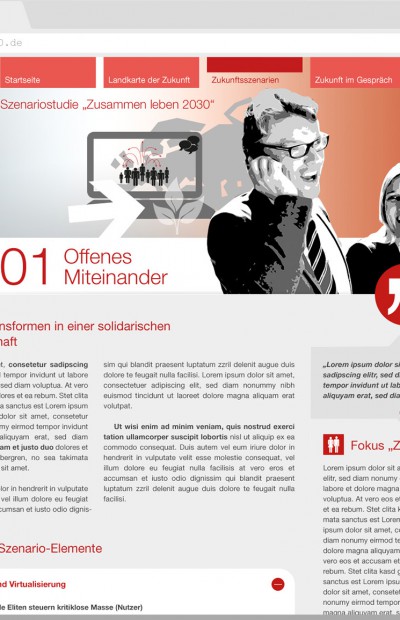 0.de
Startseite
Landkarte der Zukunft
Zukunftsszenarien
Zukunft im Gespräch
Szenariostudie „Zusammen leben 2030“
01 Offenes
Miteinander
nsformen in einer solidarischen
haft
et, consetetur sadipscing
d tempor invidunt ut labore
sed diam voluptua. At vero
lores et ea rebum. Stet clita
a sanctus est Lorem ipsum
dolor sit amet, consetetur
my eirmod tempor invidunt
aliquyam erat, sed diam
m et justo duo dolores et
bergren, no sea takimata
sit amet.
lor in hendrerit in vulputate
vel illum dolore eu feugiat
cumsan et iusto odio dignis-
sim qui blandit praesent luptatum zzril delenit augue duis
dolore te feugait nulla facilisi. Lorem ipsum dolor sit amet,
consectetuer adipiscing elit, sed diam nonummy nibh
euismod tincidunt ut laoreet dolore magna aliquam erat
volutpat.
Ut wisi enim ad minim veniam, quis nostrud exerci
tation ullamcorper suscipit lobortis nisl ut aliquip ex ea
commodo consequat. Duis autem vel eum iriure dolor in
hendrerit in vulputate velit esse molestie consequat, vel
illum dolore eu feugiat nulla facilisis at vero eros et
accumsan et iusto odio dignissim qui blandit praesent
luptatum zzril delenit augue duis dolore te feugait nulla
facilisi.
„Lorem ipsum dolor si
sadipscing elitr, sed di
tempor invidunt ut lab
aliquyam erat, sed dia
Fokus „Z
Lorem ipsum dolor sit
elitr, sed diam nonumy
labore et dolore magna
voluptua. At vero eos et
et ea rebum. Stet clita
mata sanctus est Lorem
ipsum dolor sit amet,
diam nonumy eirmod
dolore magna aliquyam
At vero eos et accusam
Stet clita kasd g
sanctus est Lorem ipsum
dolor sit amet, consetetur
Szenario-Elemente
nd Virtualisierung
le Eliten steuern kritiklose Masse (Nutzer)